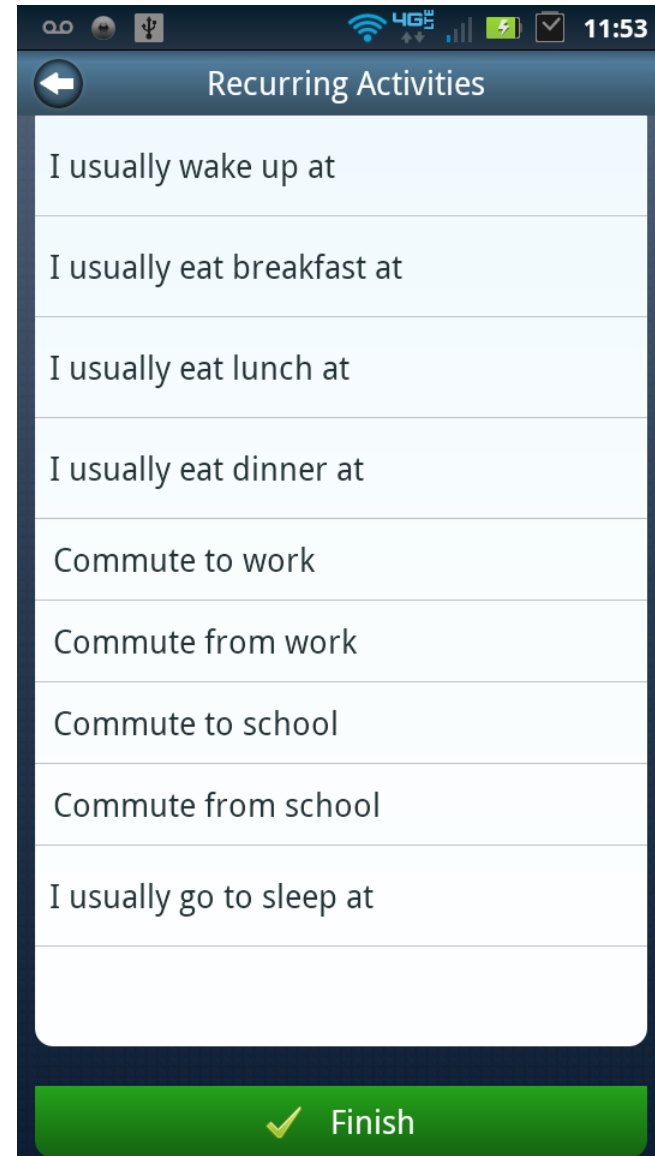 4G LTE 11:53
Recurring Activities
I usually wake up at
I usually eat breakfast at
I usually eat lunch at
I usually eat dinner at
Commute to work
Commute from work
Commute to school
Commute from school
I usually go to sleep at
Finish